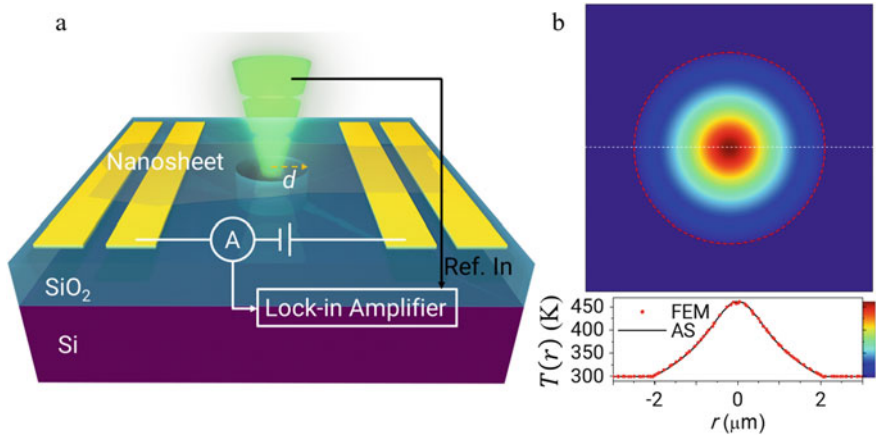 a
Nanosheet
d
A
Ref. In
SiO₂
Lock-in Amplifier
Si
b
T(r) (K)
450
400
350
300
FEM
AS
-2
0
2
r (μm)